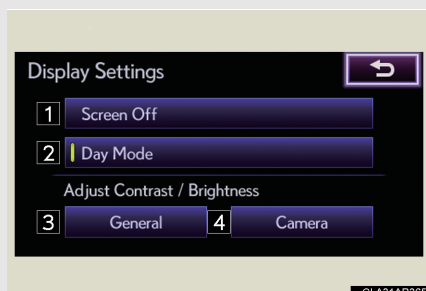 Display Settings
1 Screen Off
2 Day Mode
Adjust Contrast / Brightness
3 General 4 Camera